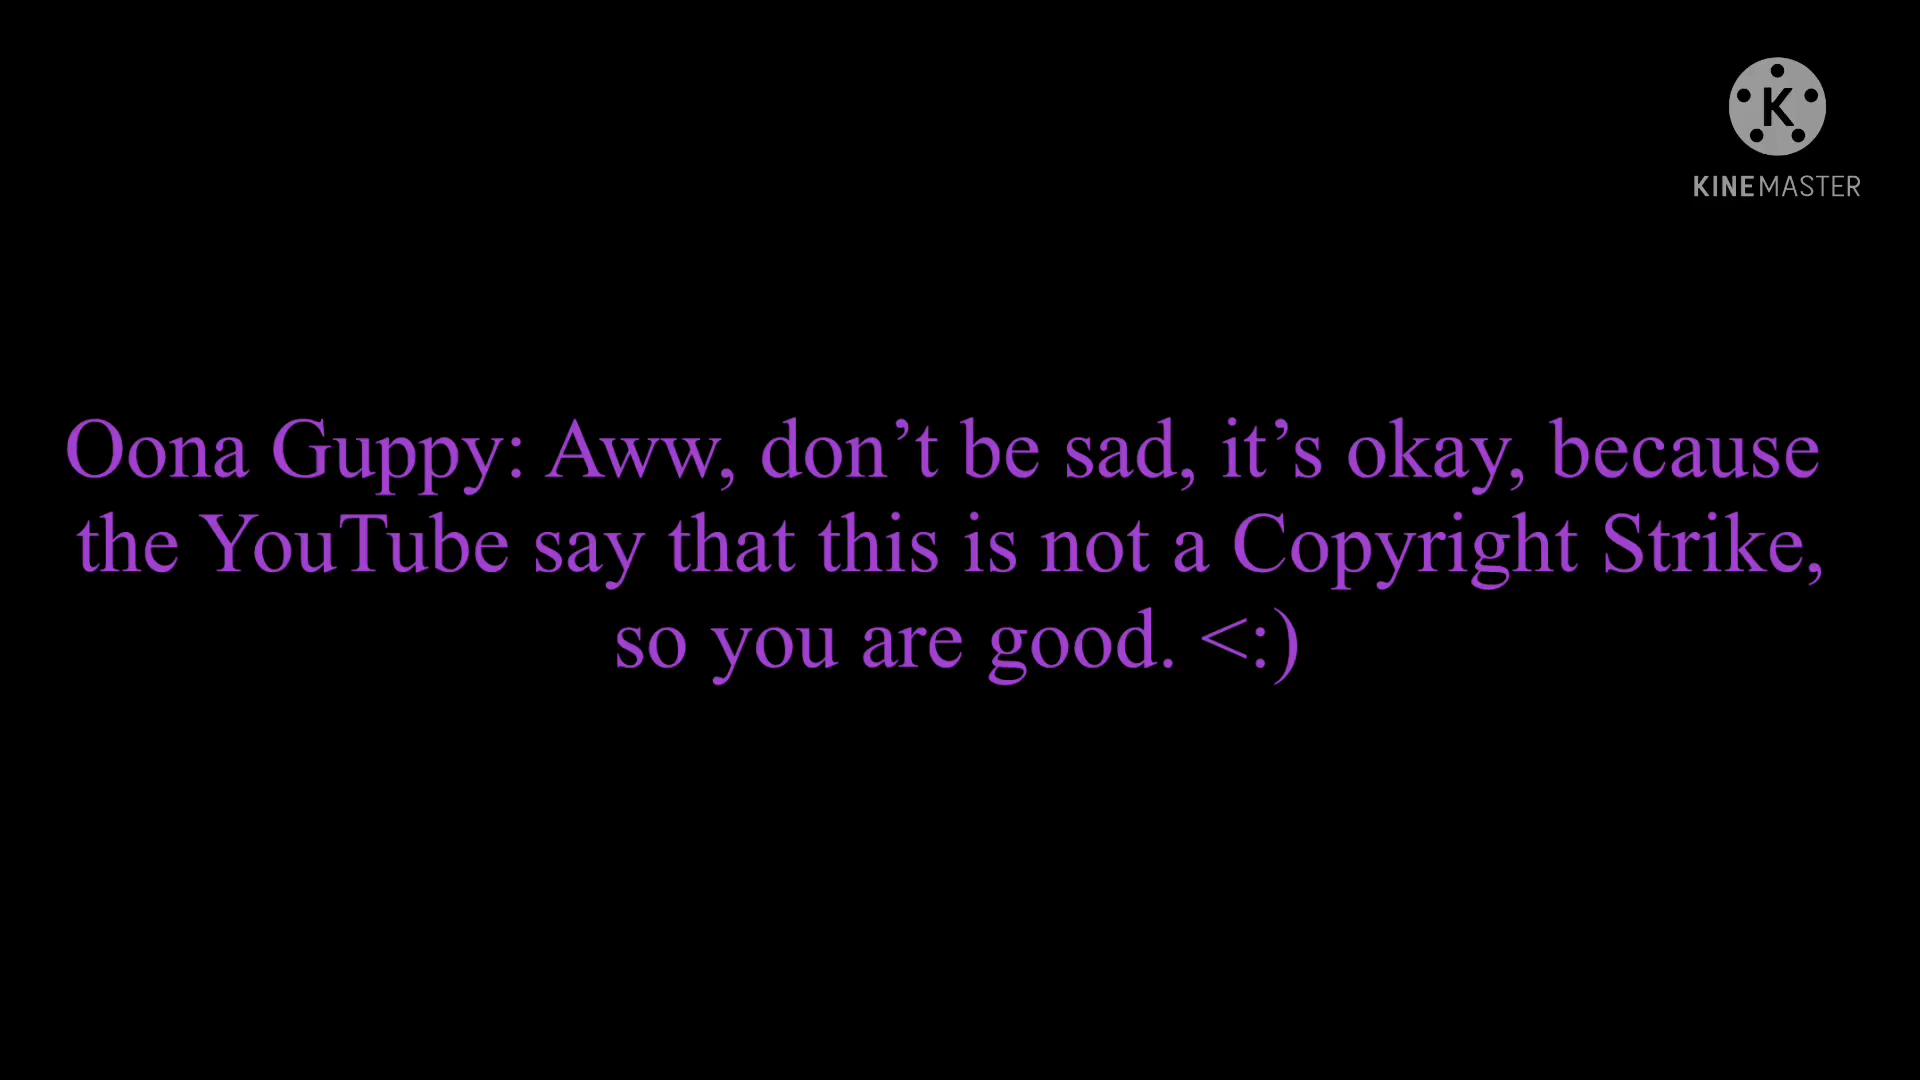 K
KINEMASTER
Oona Guppy: Aww, don’t be sad, it’s okay, because
the YouTube say that this is not a Copyright Strike,
so you are good. <:)